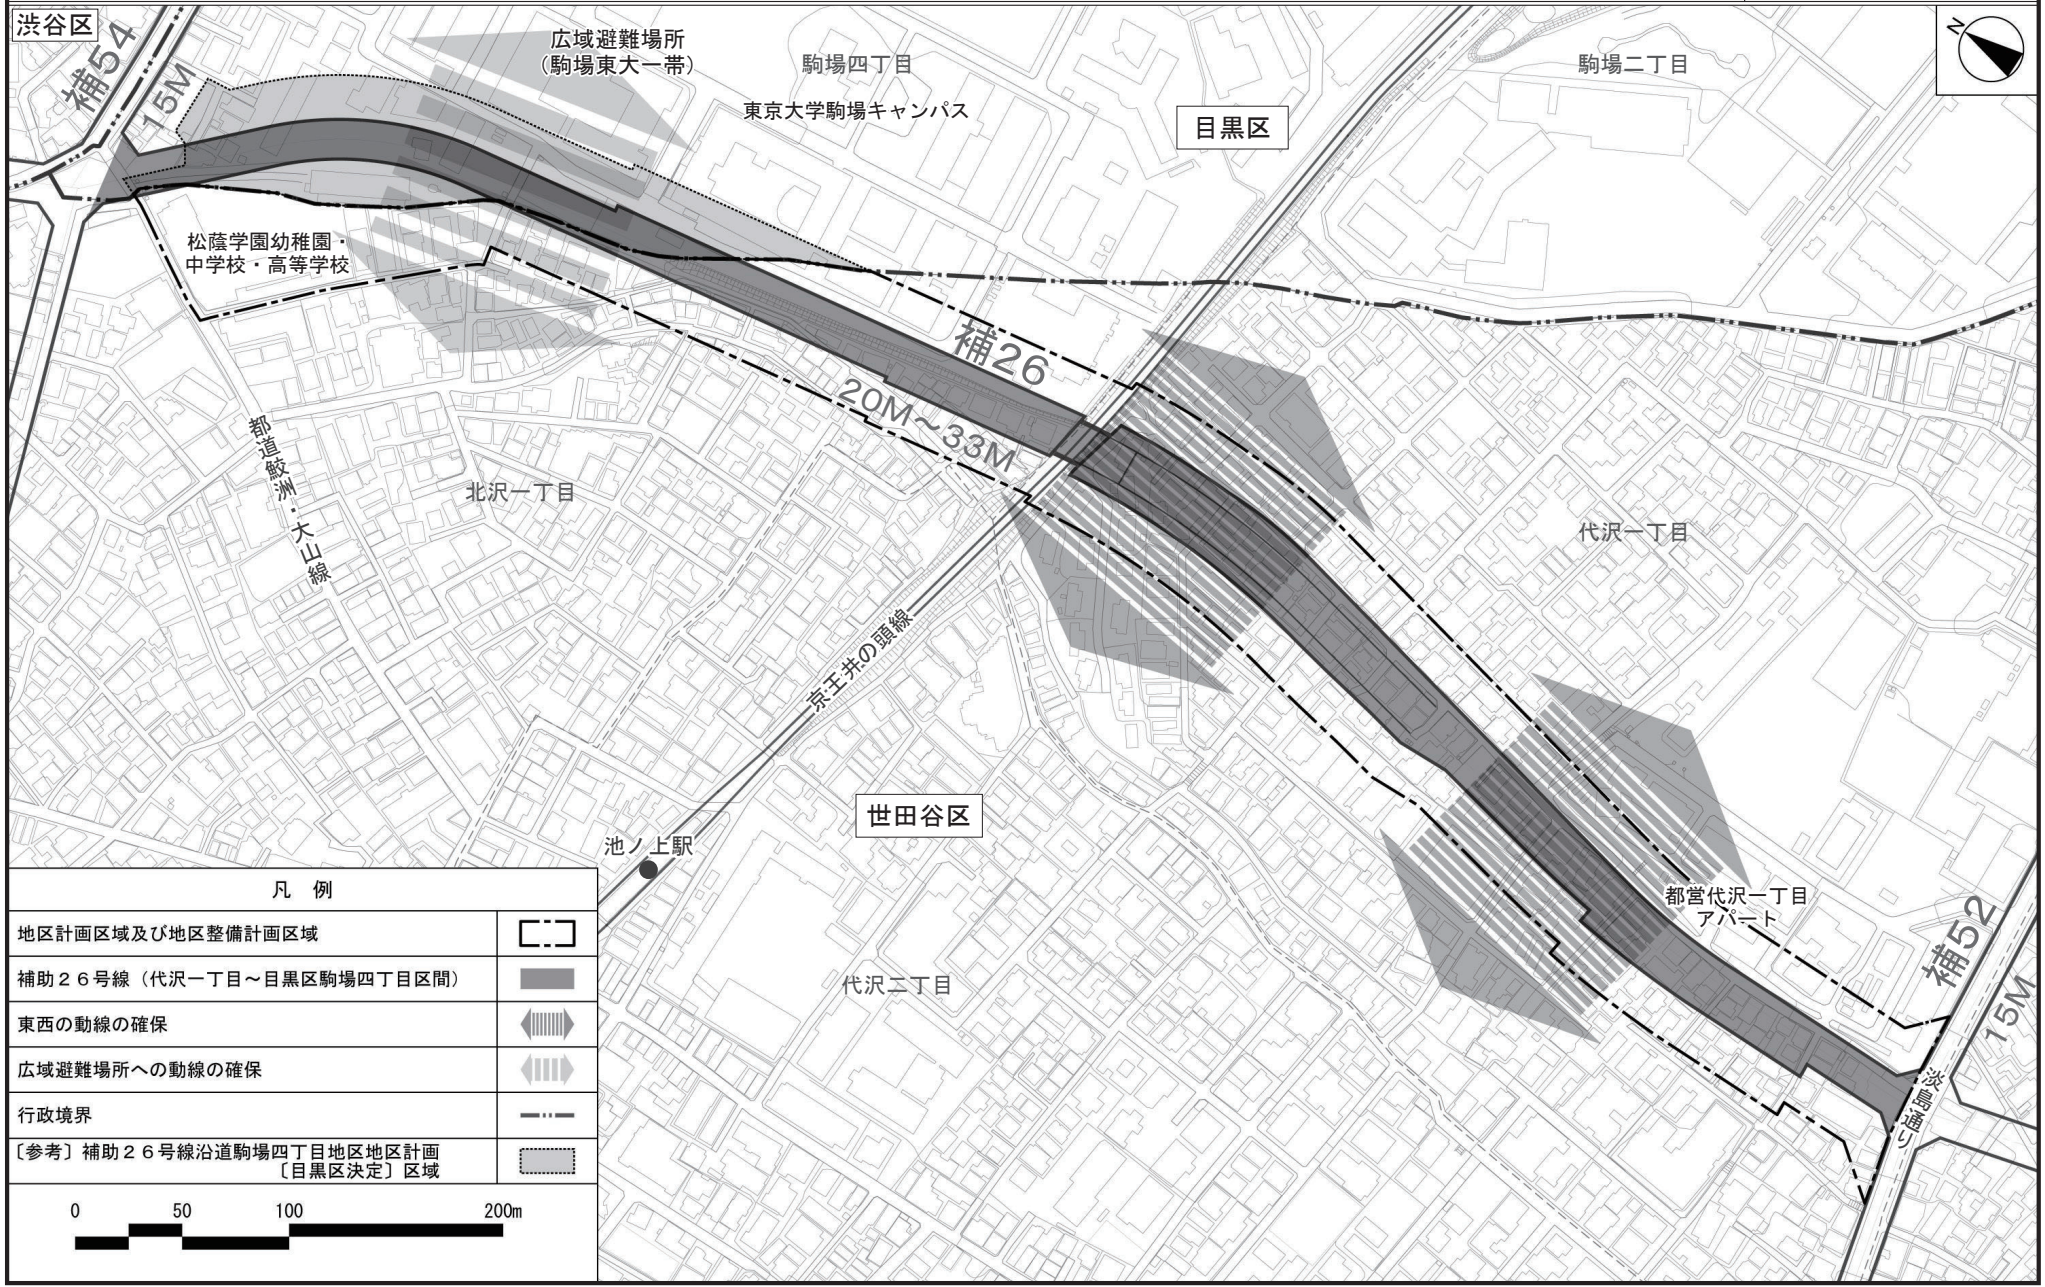 渋谷区
補54
15M
広域避難場所
(駒場東大一帯)
駒場四丁目
東京大学駒場キャンパス
目黒区
駒場二丁目
N
松蔭学園幼稚園・
中学校・高等学校
補26
20M～33M
都道鮫洲・大山線
北沢一丁目
代沢一丁目
京王井の頭線
世田谷区
池ノ上駅
代沢二丁目
都営代沢一丁目
アパート
補52
15M
淡島通り
凡 例
地区計画区域及び地区整備計画区域
補助２６号線（代沢一丁目～目黒区駒場四丁目区間）
東西の動線の確保
広域避難場所への動線の確保
行政境界
〔参考〕補助２６号線沿道駒場四丁目地区地区計画
〔目黒区決定〕区域
0 50 100 200m